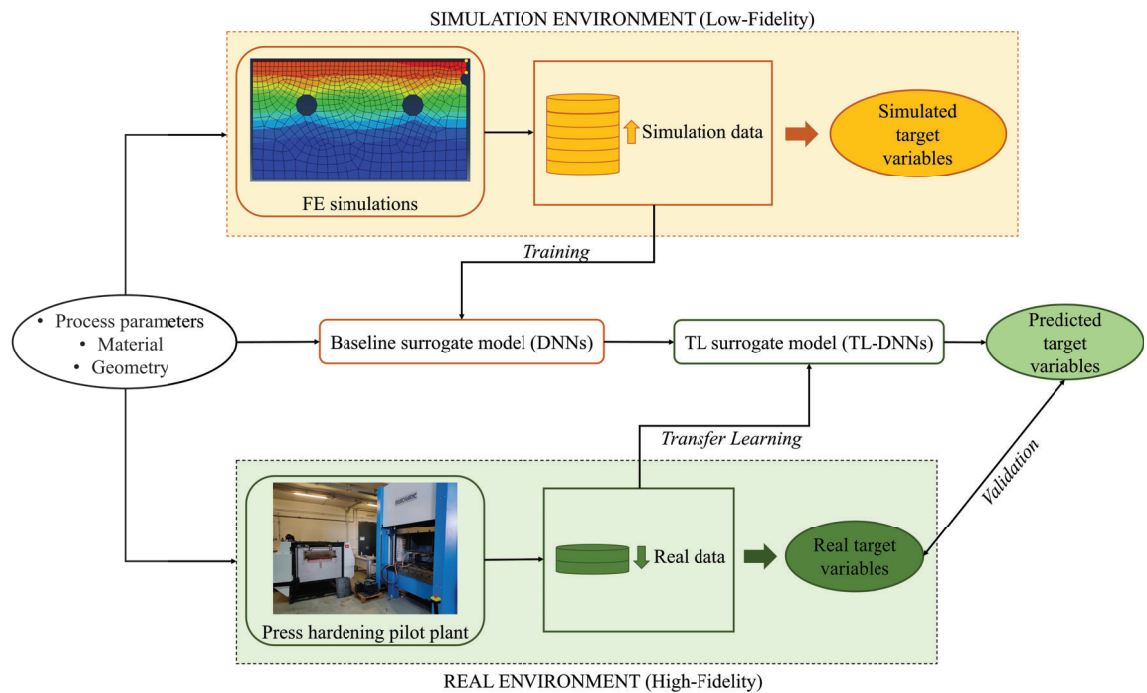 SIMULATION ENVIRONMENT (Low-Fidelity)
FE simulations
Simulation data
Simulated
target
variables
Training
• Process parameters
• Material
• Geometry
Baseline surrogate model (DNNs)
TL surrogate model (TL-DNNs)
Predicted
target
variables
Transfer Learning
Validation
Press hardening pilot plant
Real data
Real target
variables
REAL ENVIRONMENT (High-Fidelity)